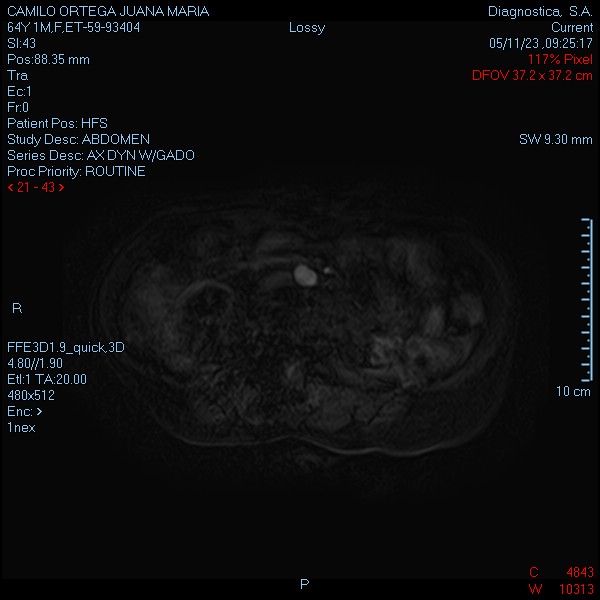 CAMILO ORTEGA JUANA MARIA
64Y 1M,F,ET-59-93404
Sl:43
Pos:88.35 mm
Tra
Ec:1
Fr:0
Patient Pos: HFS
Study Desc: ABDOMEN
Series Desc: AX DYN W/GADO
Proc Priority: ROUTINE
< 21 - 43 >
Lossy
Diagnostica, S.A.
Current
05/11/23 ,09:25:17
117% Pixel
DFOV 37.2 x 37.2 cm
SW 9.30 mm
R
FFE3D1.9_quick,3D
4.80//1.90
Etl:1 TA:20.00
480x512
Enc: >
1nex
10 cm
P
C 4843
W 10313